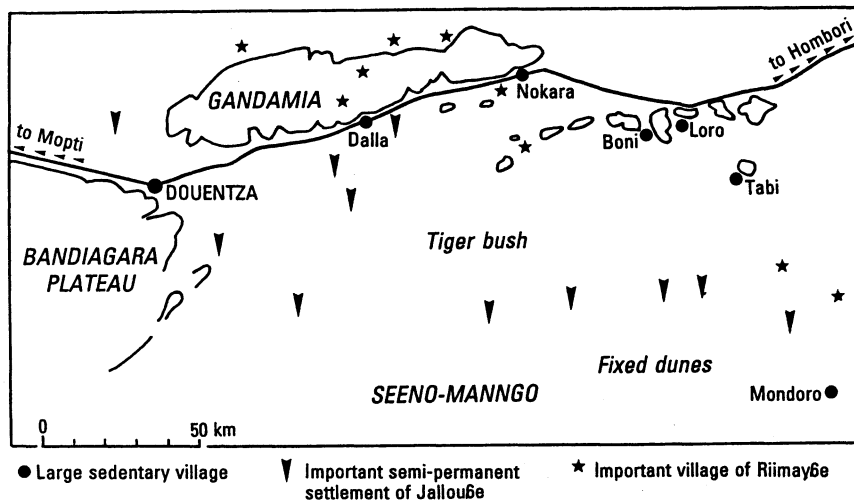 to Hombori
GANDAMIA
Nokara
to Mopti
Dalla
Boni
Loro
DOUENTZA
Tabi
BANDIAGARA
PLATEAU
Tiger bush
Fixed dunes
SEENO-MANNGO
Mondoro
0 50 km
Large sedentary village
Important semi-permanent
settlement of Jallouɓe
Important village of Riimayɓe